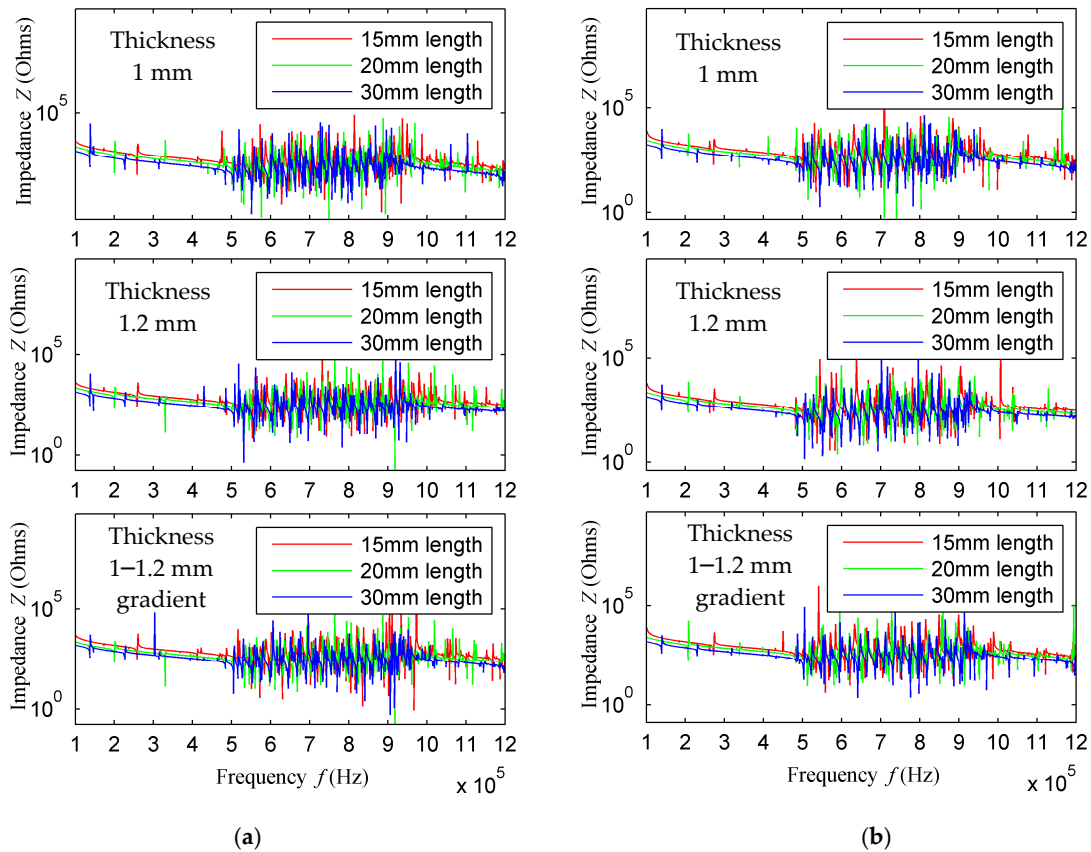 Impedance Z (Ohms)
Thickness
1 mm
15mm length
20mm length
30mm length
10^5
1 2 3 4 5 6 7 8 9 10 11 12
Impedance Z (Ohms)
Thickness
1.2 mm
15mm length
20mm length
30mm length
10^5
10^0
1 2 3 4 5 6 7 8 9 10 11 12
Impedance Z (Ohms)
Thickness
1–1.2 mm
gradient
15mm length
20mm length
30mm length
10^5
10^0
1 2 3 4 5 6 7 8 9 10 11 12
Frequency f (Hz)
x 10^5
(a)
Impedance Z (Ohms)
Thickness
1 mm
15mm length
20mm length
30mm length
10^5
10^0
1 2 3 4 5 6 7 8 9 10 11 12
Impedance Z (Ohms)
Thickness
1.2 mm
15mm length
20mm length
30mm length
10^5
10^0
1 2 3 4 5 6 7 8 9 10 11 12
Impedance Z (Ohms)
Thickness
1–1.2 mm
gradient
15mm length
20mm length
30mm length
10^5
10^0
1 2 3 4 5 6 7 8 9 10 11 12
Frequency f (Hz)
x 10^5
(b)